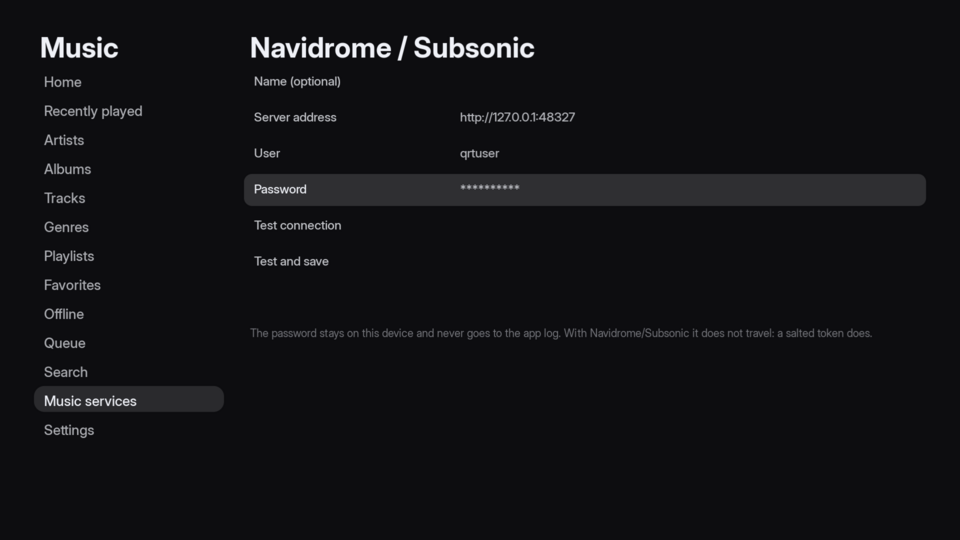 Music
Home
Recently played
Artists
Albums
Tracks
Genres
Playlists
Favorites
Offline
Queue
Search
Music services
Settings
Navidrome / Subsonic
Name (optional)
Server address http://127.0.0.1:48327
User qrtuser
Password **********
Test connection
Test and save
The password stays on this device and never goes to the app log. With Navidrome/Subsonic it does not travel: a salted token does.